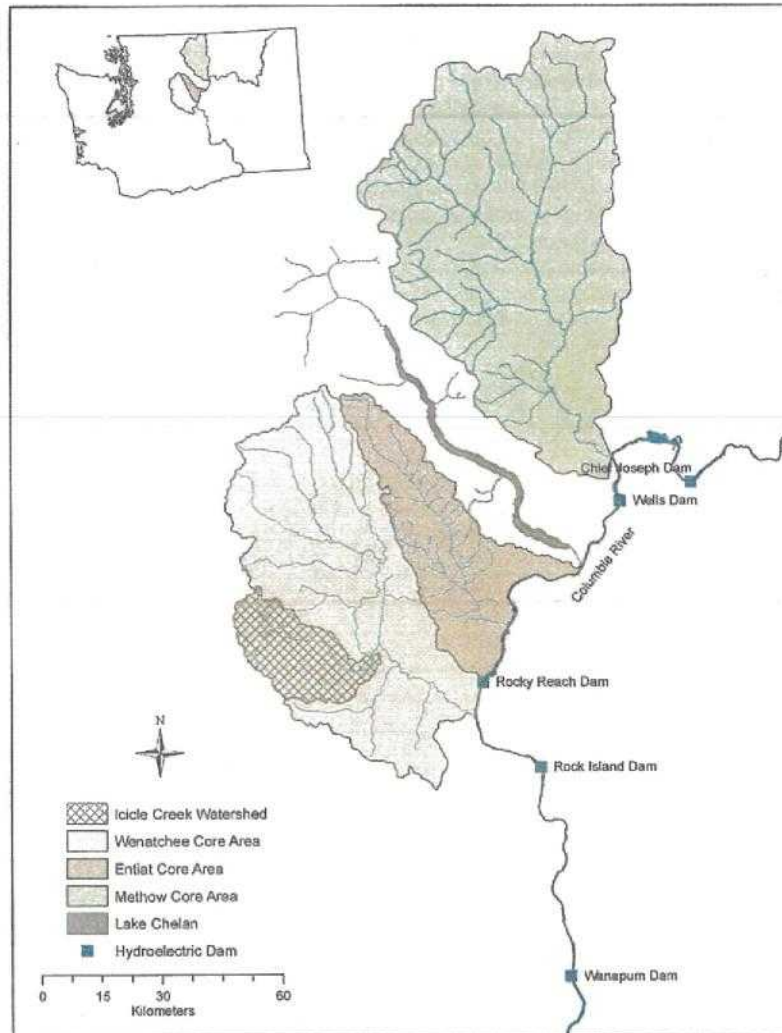 Chief Joseph Dam
Wells Dam
Columbia River
Rocky Reach Dam
N
Rock Island Dam
Icicle Creek Watershed
Wenatchee Core Area
Entiat Core Area
Methow Core Area
Lake Chelan
Hydroelectric Dam
Wanapum Dam
0 15 30 60
Kilometers